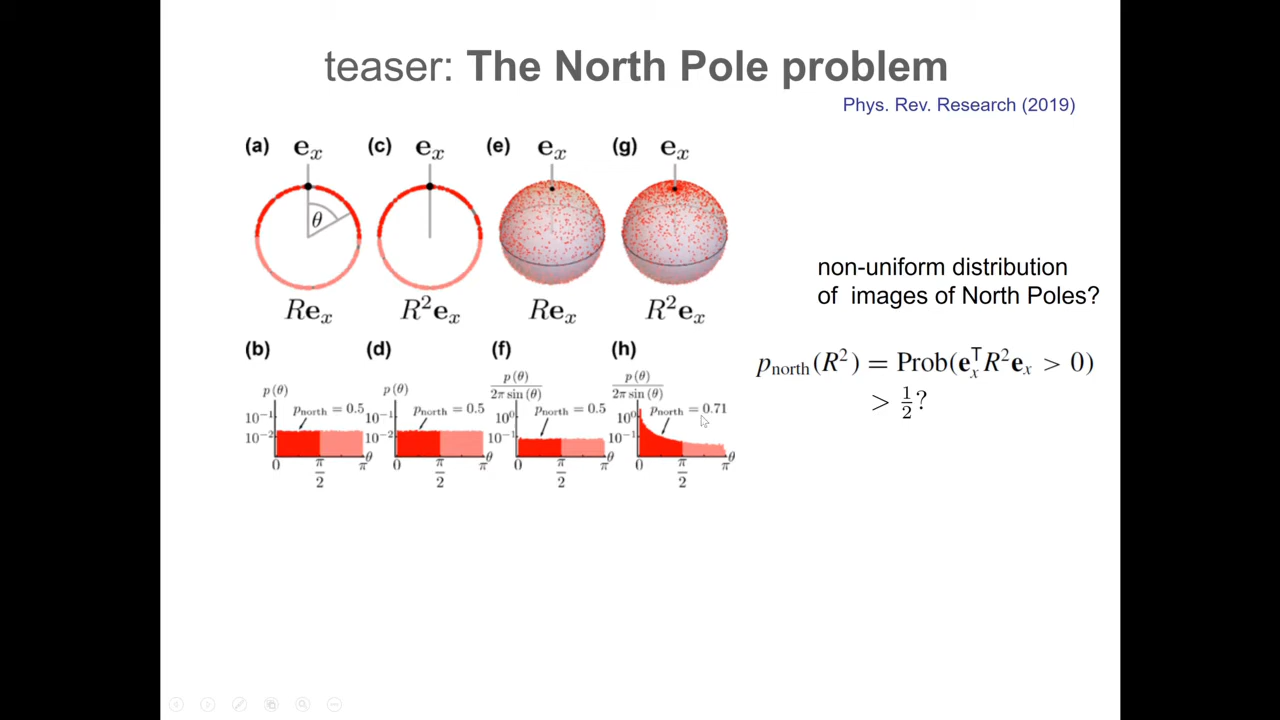 teaser: The North Pole problem
Phys. Rev. Research (2019)
(a) e_x (c) e_x (e) e_x (g) e_x
θ
Re_x R²e_x Re_x R²e_x
(b) (d) (f) (h)
p(θ) p(θ) p(θ)/2π sin(θ) p(θ)/2π sin(θ)
p_north = 0.5 p_north = 0.5 p_north = 0.5 p_north = 0.71
10⁻¹ 10⁻¹ 10⁰ 10⁰
10⁻² 10⁻² 10⁻¹ 10⁻¹
0 π/2 π θ 0 π/2 π θ 0 π/2 π θ 0 π/2 π θ
non-uniform distribution
of images of North Poles?
p_north(R²) = Prob(e_x^T R² e_x > 0)
> 1/2?